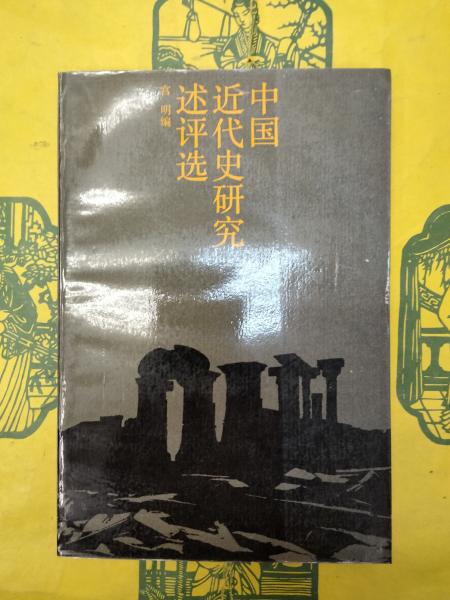 中国
近代史研究
述评选
宫明编